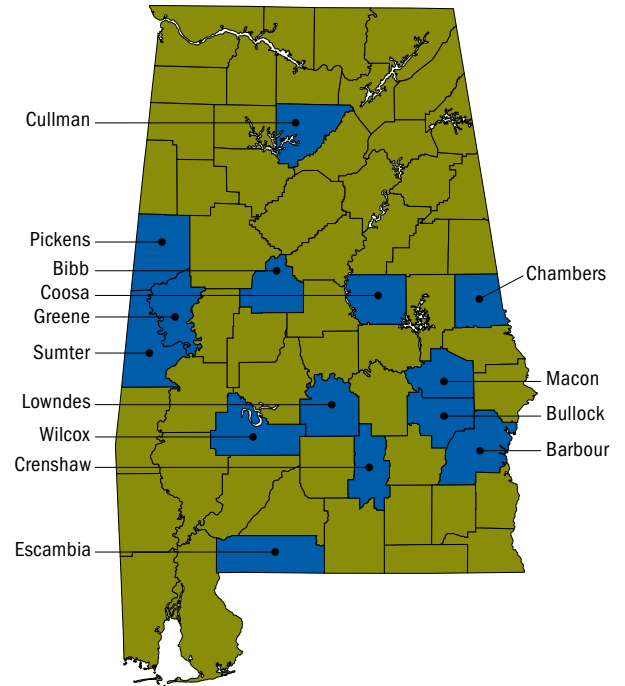 Cullman
Pickens
Bibb
Coosa
Greene
Sumter
Lowndes
Wilcox
Crenshaw
Escambia
Chambers
Macon
Bullock
Barbour